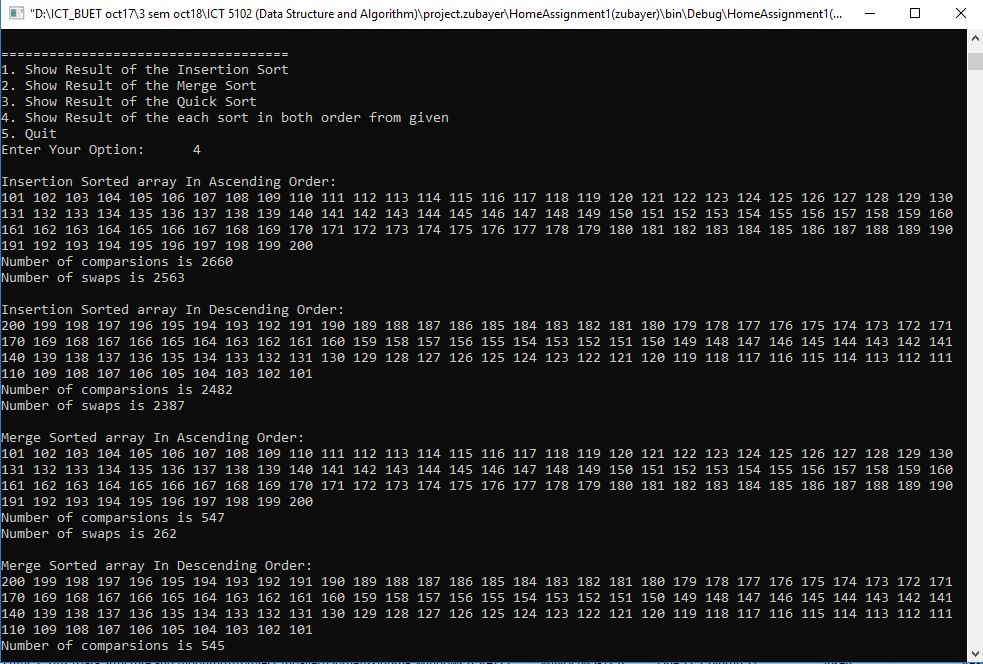 "D:\ICT_BUET oct17\3 sem oct18\ICT 5102 (Data Structure and Algorithm)\project.zubayer\HomeAssignment1(zubayer)\bin\Debug\HomeAssignment1(...
====================================
1. Show Result of the Insertion Sort
2. Show Result of the Merge Sort
3. Show Result of the Quick Sort
4. Show Result of the each sort in both order from given
5. Quit
Enter Your Option:      4
Insertion Sorted array In Ascending Order:
101 102 103 104 105 106 107 108 109 110 111 112 113 114 115 116 117 118 119 120 121 122 123 124 125 126 127 128 129 130
131 132 133 134 135 136 137 138 139 140 141 142 143 144 145 146 147 148 149 150 151 152 153 154 155 156 157 158 159 160
161 162 163 164 165 166 167 168 169 170 171 172 173 174 175 176 177 178 179 180 181 182 183 184 185 186 187 188 189 190
191 192 193 194 195 196 197 198 199 200
Number of comparsions is 2660
Number of swaps is 2563
Insertion Sorted array In Descending Order:
200 199 198 197 196 195 194 193 192 191 190 189 188 187 186 185 184 183 182 181 180 179 178 177 176 175 174 173 172 171
170 169 168 167 166 165 164 163 162 161 160 159 158 157 156 155 154 153 152 151 150 149 148 147 146 145 144 143 142 141
140 139 138 137 136 135 134 133 132 131 130 129 128 127 126 125 124 123 122 121 120 119 118 117 116 115 114 113 112 111
110 109 108 107 106 105 104 103 102 101
Number of comparsions is 2482
Number of swaps is 2387
Merge Sorted array In Ascending Order:
101 102 103 104 105 106 107 108 109 110 111 112 113 114 115 116 117 118 119 120 121 122 123 124 125 126 127 128 129 130
131 132 133 134 135 136 137 138 139 140 141 142 143 144 145 146 147 148 149 150 151 152 153 154 155 156 157 158 159 160
161 162 163 164 165 166 167 168 169 170 171 172 173 174 175 176 177 178 179 180 181 182 183 184 185 186 187 188 189 190
191 192 193 194 195 196 197 198 199 200
Number of comparsions is 547
Number of swaps is 262
Merge Sorted array In Descending Order:
200 199 198 197 196 195 194 193 192 191 190 189 188 187 186 185 184 183 182 181 180 179 178 177 176 175 174 173 172 171
170 169 168 167 166 165 164 163 162 161 160 159 158 157 156 155 154 153 152 151 150 149 148 147 146 145 144 143 142 141
140 139 138 137 136 135 134 133 132 131 130 129 128 127 126 125 124 123 122 121 120 119 118 117 116 115 114 113 112 111
110 109 108 107 106 105 104 103 102 101
Number of comparsions is 545